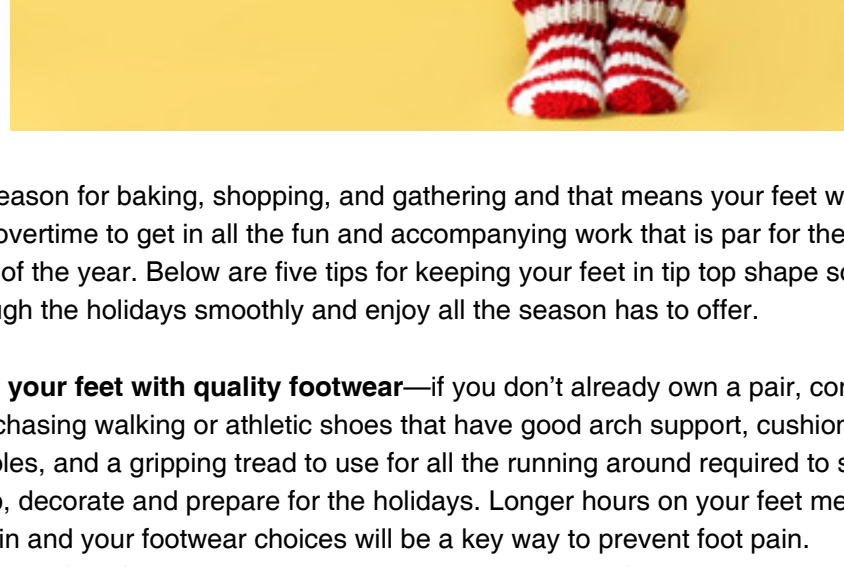 eason for baking, shopping, and gathering and that means your feet w
overtime to get in all the fun and accompanying work that is par for the
of the year. Below are five tips for keeping your feet in tip top shape so
gh the holidays smoothly and enjoy all the season has to offer.
your feet with quality footwear—if you don’t already own a pair, con
chasing walking or athletic shoes that have good arch support, cushion
les, and a gripping tread to use for all the running around required to s
, decorate and prepare for the holidays. Longer hours on your feet me
in and your footwear choices will be a key way to prevent foot pain.